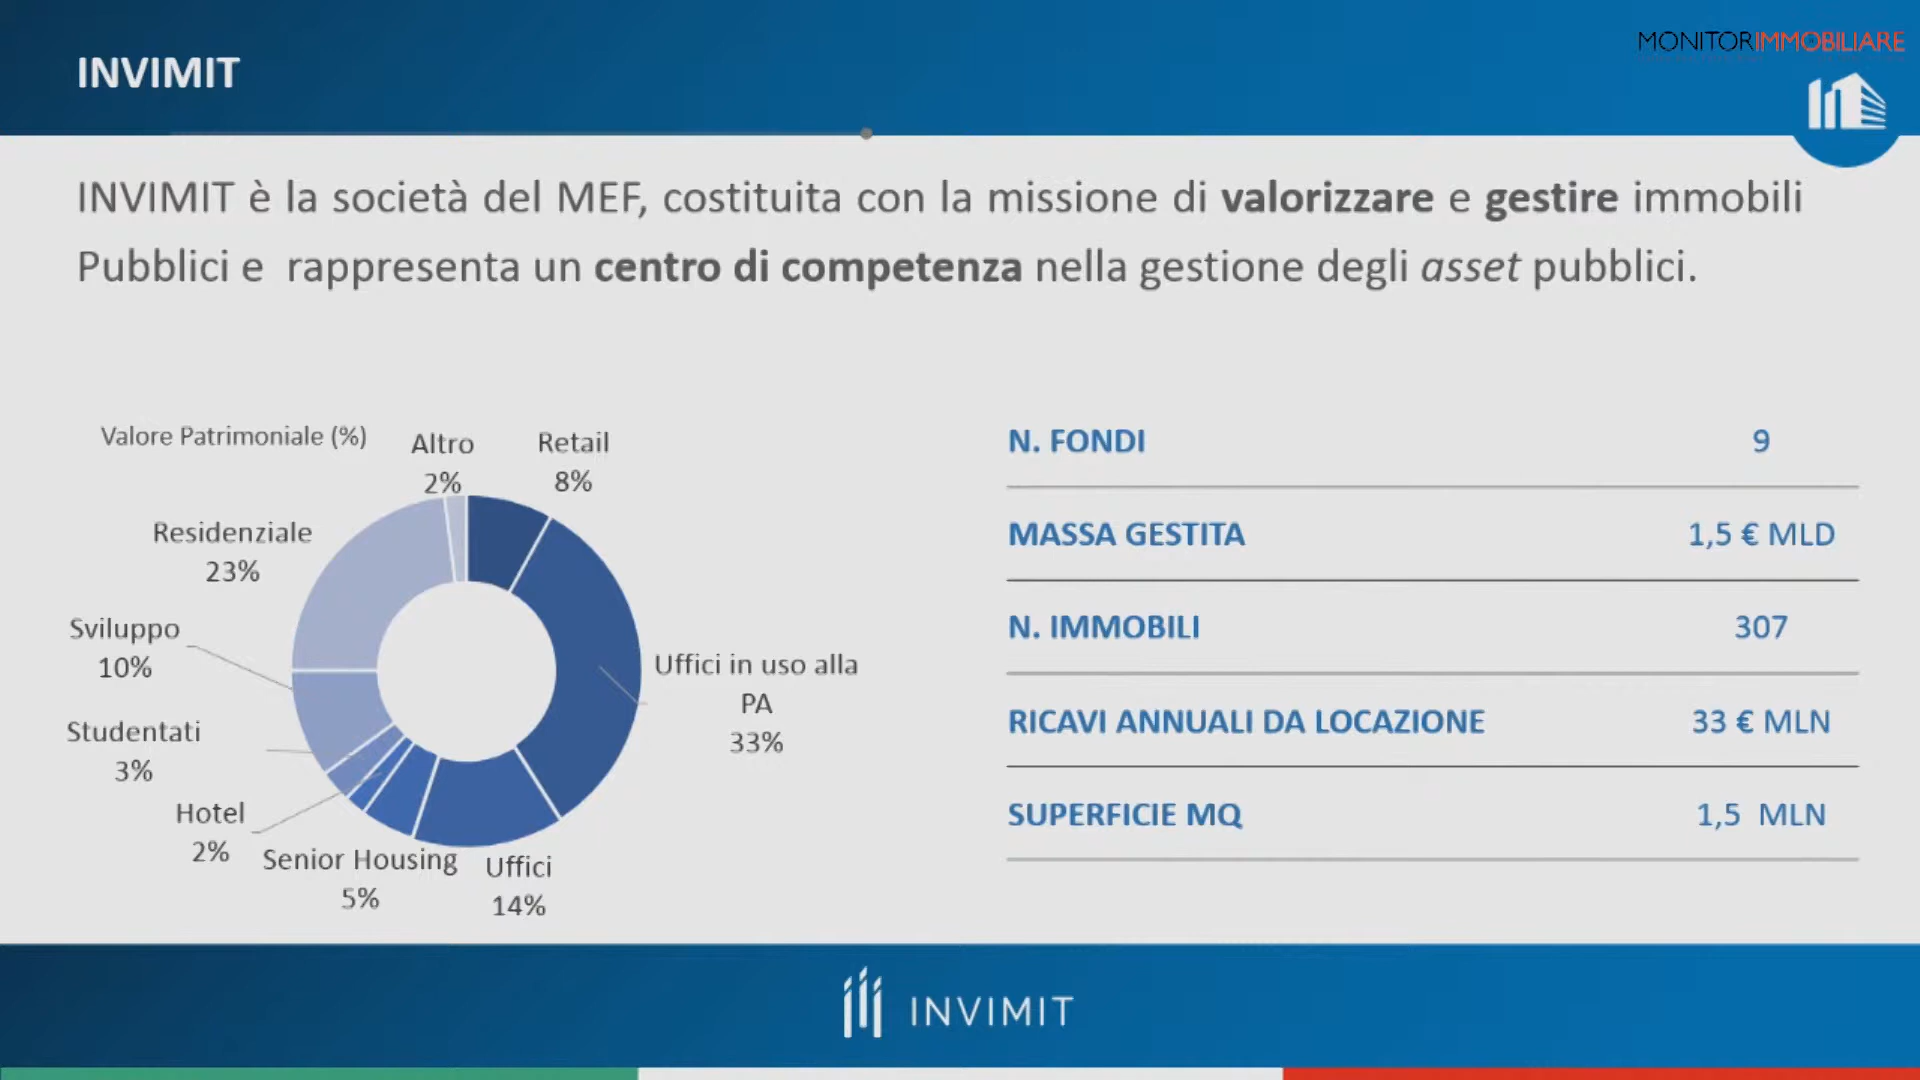 MONITORIMMOBILIARE
INVIMIT
INVIMIT è la società del MEF, costituita con la missione di valorizzare e gestire immobili
Pubblici e rappresenta un centro di competenza nella gestione degli asset pubblici.
Valore Patrimoniale (%)
Altro
2%
Retail
8%
Residenziale
23%
Sviluppo
10%
Studentati
3%
Hotel
2%
Senior Housing
5%
Uffici
14%
Uffici in uso alla
PA
33%
N. FONDI 9
MASSA GESTITA 1,5 € MLD
N. IMMOBILI 307
RICAVI ANNUALI DA LOCAZIONE 33 € MLN
SUPERFICIE MQ 1,5 MLN
INVIMIT